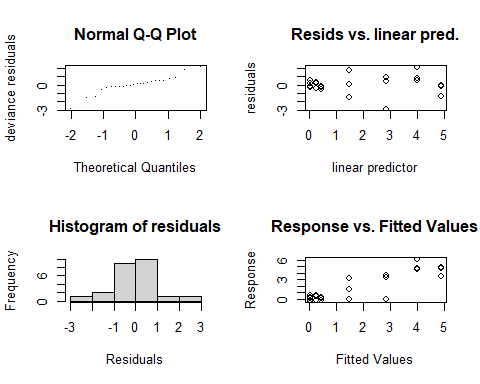 Normal Q-Q Plot
deviance residuals
-3 0
-2 -1 0 1 2
Theoretical Quantiles
Resids vs. linear pred.
residuals
-3 0
0 1 2 3 4 5
linear predictor
Histogram of residuals
Frequency
0 6
-3 -1 0 1 2 3
Residuals
Response vs. Fitted Values
Response
0 3 6
0 1 2 3 4 5
Fitted Values